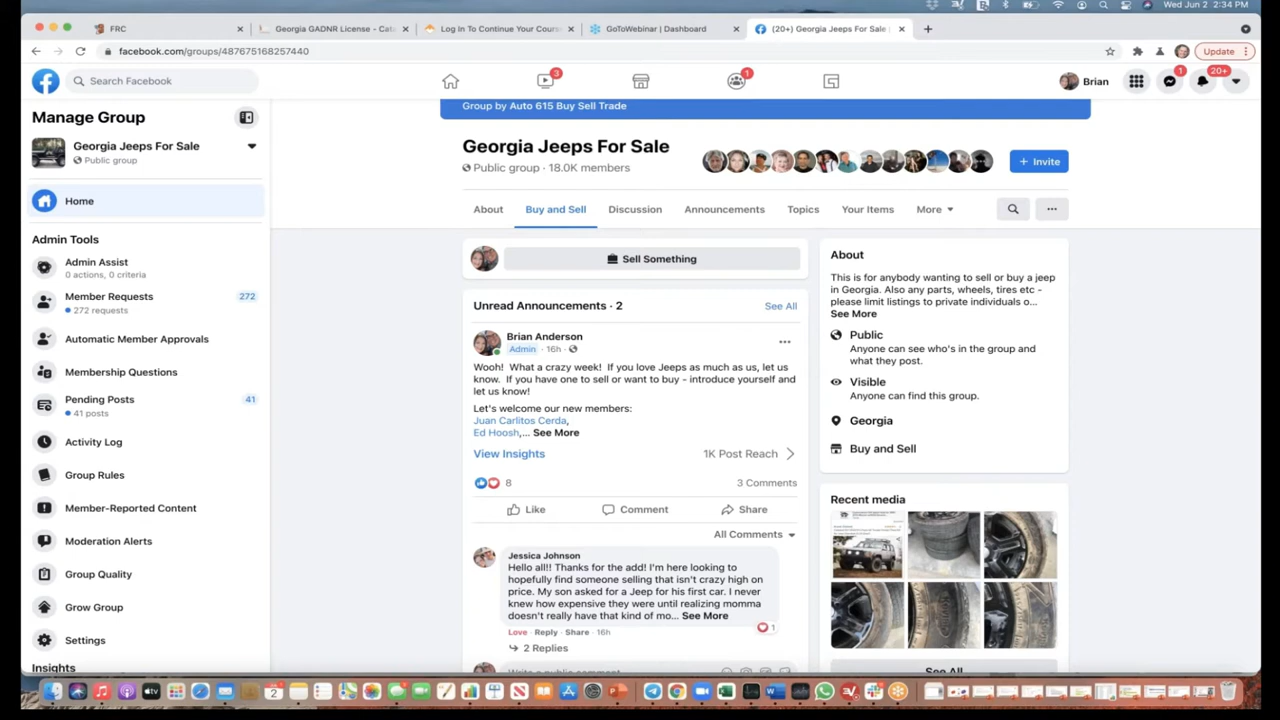 Wed Jun 2 2:34 PM
FRC
Georgia GADNR License - Cat
Log In To Continue Your Cours
GoToWebinar | Dashboard
(20+) Georgia Jeeps For Sale |
facebook.com/groups/487675168257440
Update
Search Facebook
3
1
Brian
1
20+
Group by Auto 615 Buy Sell Trade
Manage Group
Georgia Jeeps For Sale
Public group
Home
Admin Tools
Admin Assist
0 actions, 0 criteria
Member Requests 272
272 requests
Automatic Member Approvals
Membership Questions
Pending Posts 41
41 posts
Activity Log
Group Rules
Member-Reported Content
Moderation Alerts
Group Quality
Grow Group
Settings
Insights
Georgia Jeeps For Sale
Public group · 18.0K members
+ Invite
About Buy and Sell Discussion Announcements Topics Your Items More
Sell Something
Unread Announcements · 2 See All
Brian Anderson
Admin · 16h ·
Wooh! What a crazy week! If you love Jeeps as much as us, let us
know. If you have one to sell or want to buy - introduce yourself and
let us know!
Let's welcome our new members:
Juan Carlitos Cerda,
Ed Hoosh,... See More
View Insights 1K Post Reach
8 3 Comments
Like Comment Share
All Comments
Jessica Johnson
Hello all!! Thanks for the add! I'm here looking to
hopefully find someone selling that isn't crazy high on
price. My son asked for a Jeep for his first car. I never
knew how expensive they were until realizing momma
doesn't really have that kind of mo... See More
1
Love · Reply · Share · 16h
2 Replies
Write a public comment
About
This is for anybody wanting to sell or buy a jeep
in Georgia. Also any parts, wheels, tires etc -
please limit listings to private individuals o...
See More
Public
Anyone can see who's in the group and
what they post.
Visible
Anyone can find this group.
Georgia
Buy and Sell
Recent media
See All
2